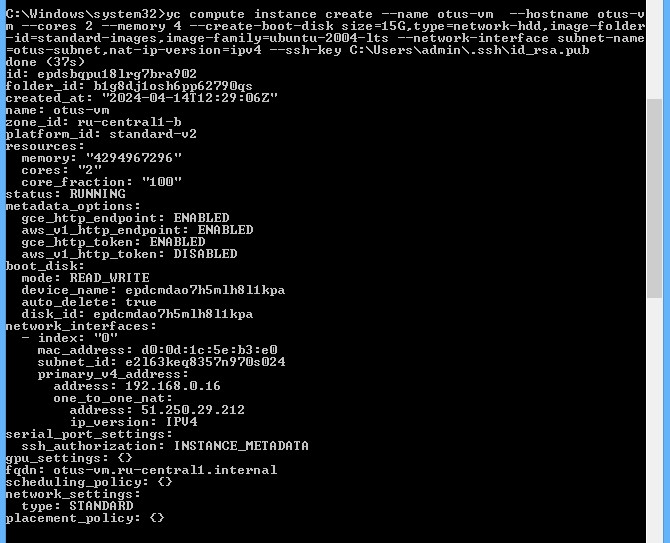 C:\Windows\system32>yc compute instance create --name otus-vm  --hostname otus-v
m --cores 2 --memory 4 --create-boot-disk size=15G,type=network-hdd,image-folder
-id=standard-images,image-family=ubuntu-2004-lts --network-interface subnet-name
=otus-subnet,nat-ip-version=ipv4 --ssh-key C:\Users\admin\.ssh\id_rsa.pub
done (37s)
id: epdsbqpu18lrg7bra902
folder_id: b1g8dj1osh6pp62790qs
created_at: "2024-04-14T12:29:06Z"
name: otus-vm
zone_id: ru-central1-b
platform_id: standard-v2
resources:
  memory: "4294967296"
  cores: "2"
  core_fraction: "100"
status: RUNNING
metadata_options:
  gce_http_endpoint: ENABLED
  aws_v1_http_endpoint: ENABLED
  gce_http_token: ENABLED
  aws_v1_http_token: DISABLED
boot_disk:
  mode: READ_WRITE
  device_name: epdcmdao7h5mlh8l1kpa
  auto_delete: true
  disk_id: epdcmdao7h5mlh8l1kpa
network_interfaces:
  - index: "0"
    mac_address: d0:0d:1c:5e:b3:e0
    subnet_id: e2l63keq8357n970s024
    primary_v4_address:
      address: 192.168.0.16
      one_to_one_nat:
        address: 51.250.29.212
        ip_version: IPV4
serial_port_settings:
  ssh_authorization: INSTANCE_METADATA
gpu_settings: {}
fqdn: otus-vm.ru-central1.internal
scheduling_policy: {}
network_settings:
  type: STANDARD
placement_policy: {}